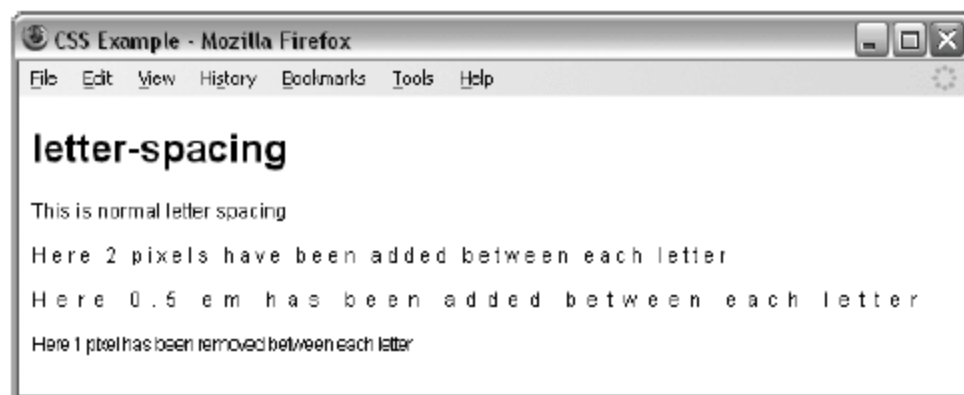 CSS Example - Mozilla Firefox
File Edit View History Bookmarks Tools Help
letter-spacing
This is normal letter spacing
Here 2 pixels have been added between each letter
Here 0.5 em has been added between each letter
Here 1 pixel has been removed between each letter